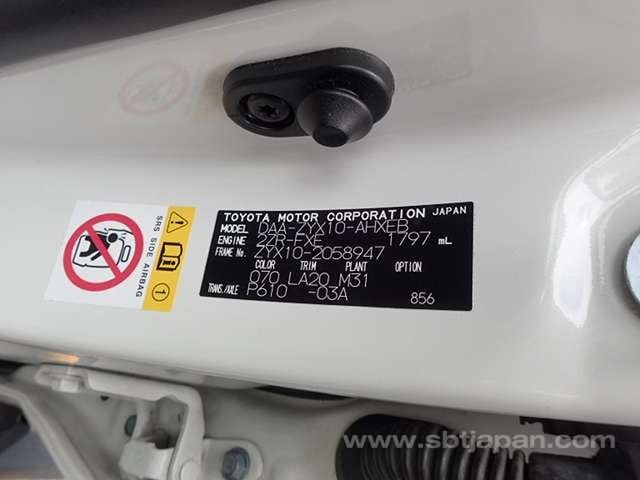 TOYOTA MOTOR CORPORATION JAPAN
MODEL DAA-ZYX10-AHXEB
ENGINE 2ZR-FXE 1797 mL
FRAME No. ZYX10-2058947
COLOR TRIM PLANT OPTION
070 LA20 M31
TRANS./AXLE P610 -03A 856
SRS SIDE AIRBAG
www.sbtjapan.com